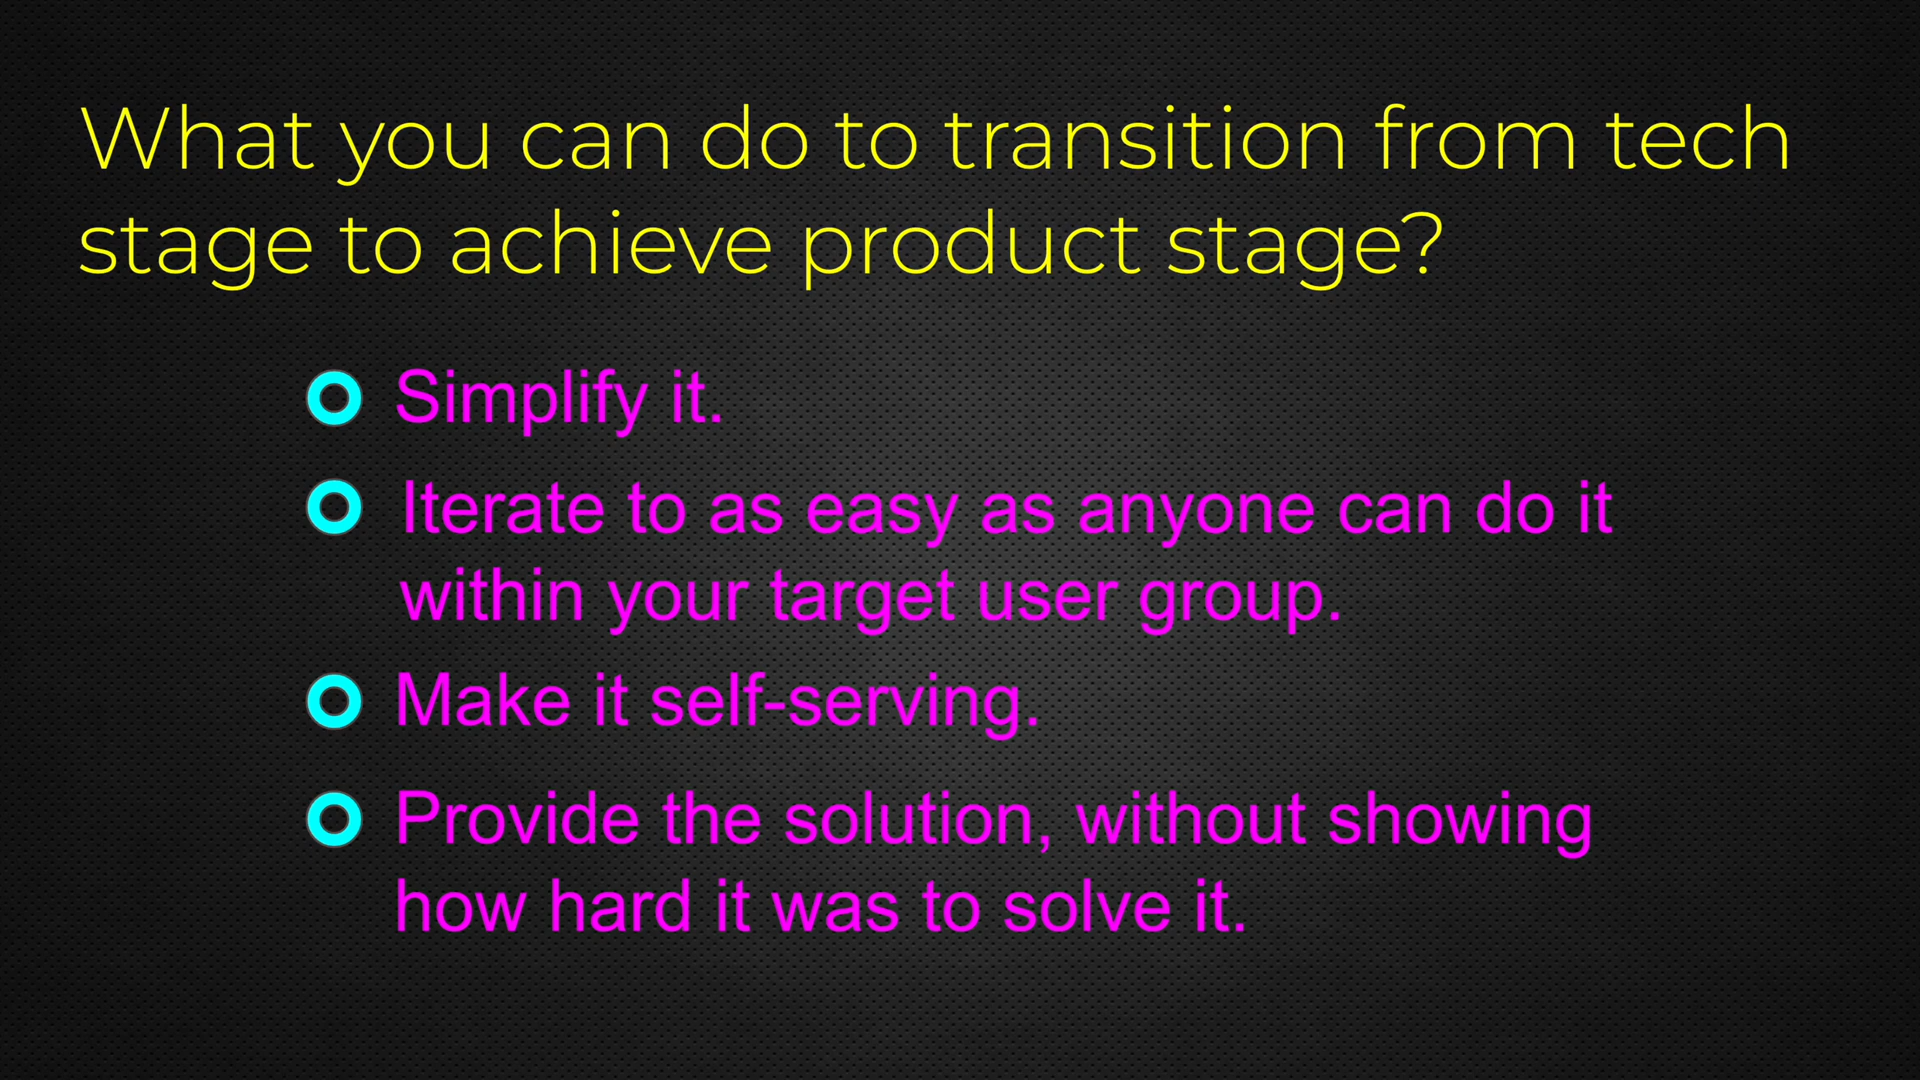 What you can do to transition from tech
stage to achieve product stage?
Simplify it.
Iterate to as easy as anyone can do it
within your target user group.
Make it self-serving.
Provide the solution, without showing
how hard it was to solve it.